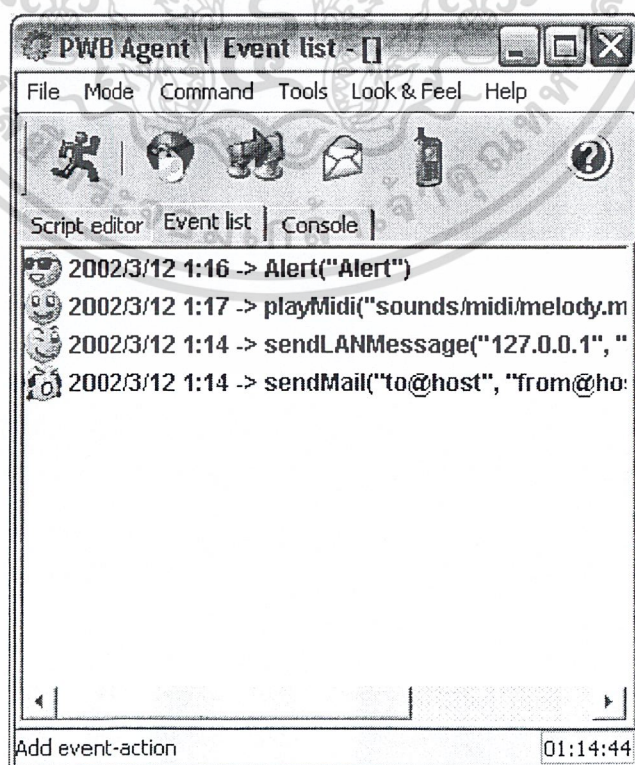 PWB Agent | Event list - []
File Mode Command Tools Look & Feel Help
Script editor Event list Console
2002/3/12 1:16 -> Alert("Alert")
2002/3/12 1:17 -> playMidi("sounds/midi/melody.m
2002/3/12 1:14 -> sendLANMessage("127.0.0.1", "
2002/3/12 1:14 -> sendMail("to@host", "from@ho
Add event-action 01:14:44